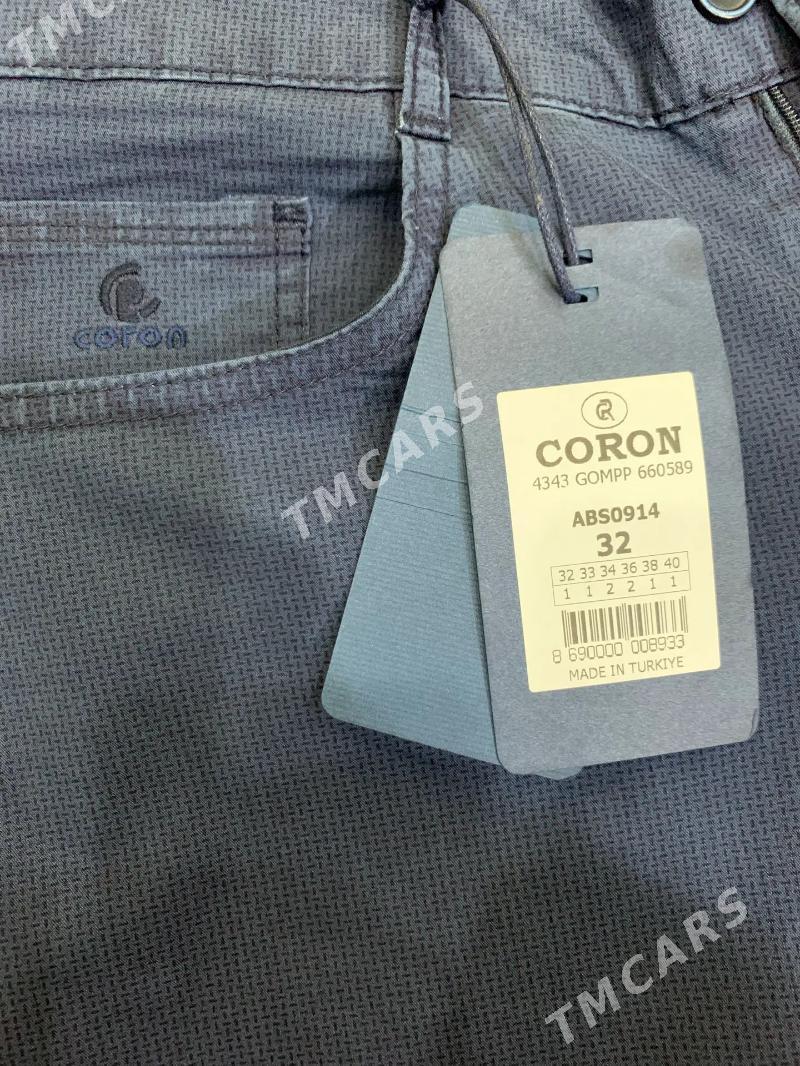 TMCARS
coron
TMCARS
CORON
4343 GOMPP 660589
ABS0914
32
32 33 34 36 38 40
1 1 2 2 1 1
8 690000 008933
MADE IN TURKIYE
TMCARS